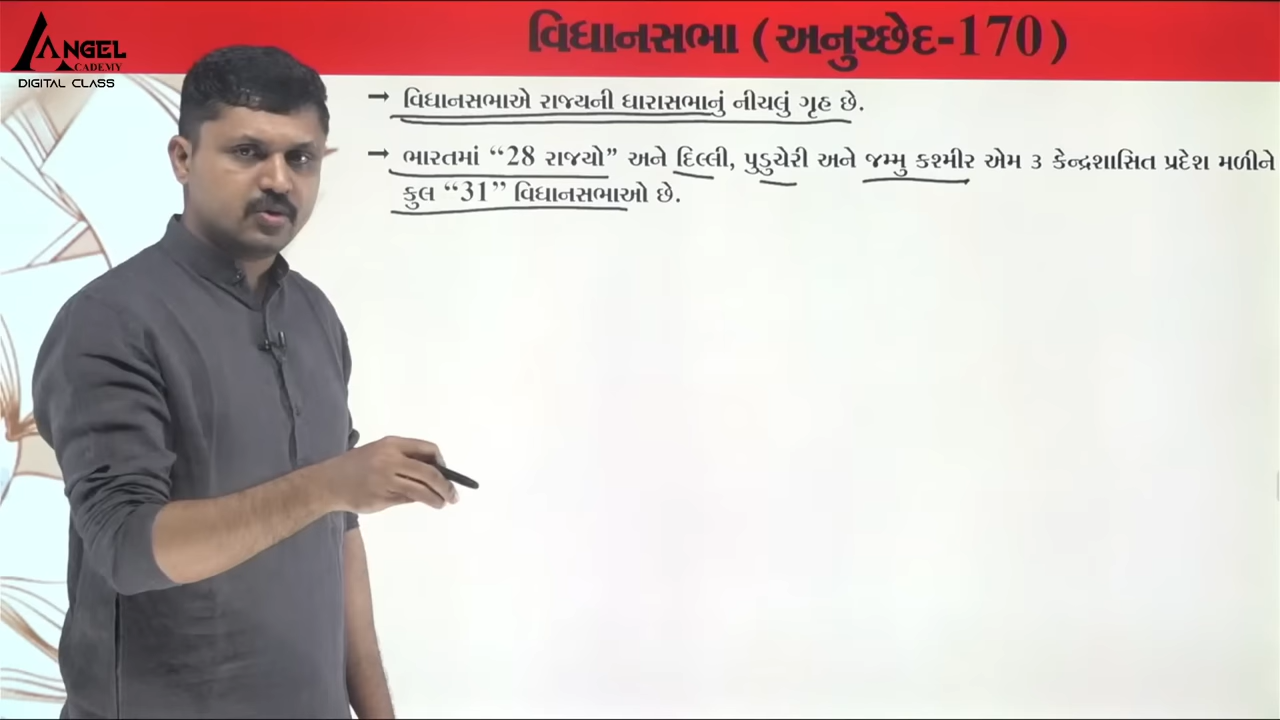 ANGEL
ACADEMY
DIGITAL CLASS
વિધાનસભા (અનુચ્છેદ-170)
→ વિધાનસભાએ રાજ્યની ધારાસભાનું નીચલું ગૃહ છે.
→ ભારતમાં “28 રાજ્યો” અને દિલ્લી, પુડુચેરી અને જમ્મુ કશ્મીર એમ ૩ કેન્દ્રશાસિત પ્રદેશ મળીને
કુલ “31” વિધાનસભાઓ છે.